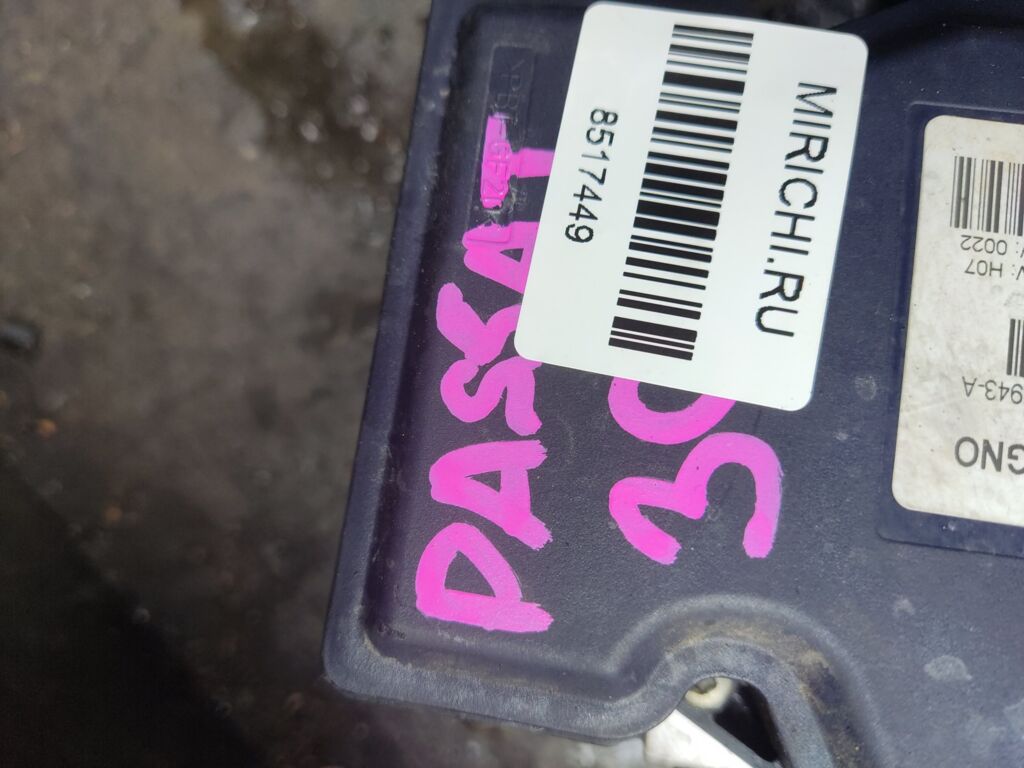 MIRICHI.RU
8517449
PASSAT
3C
V: H07
: 0022
943-A
GNO